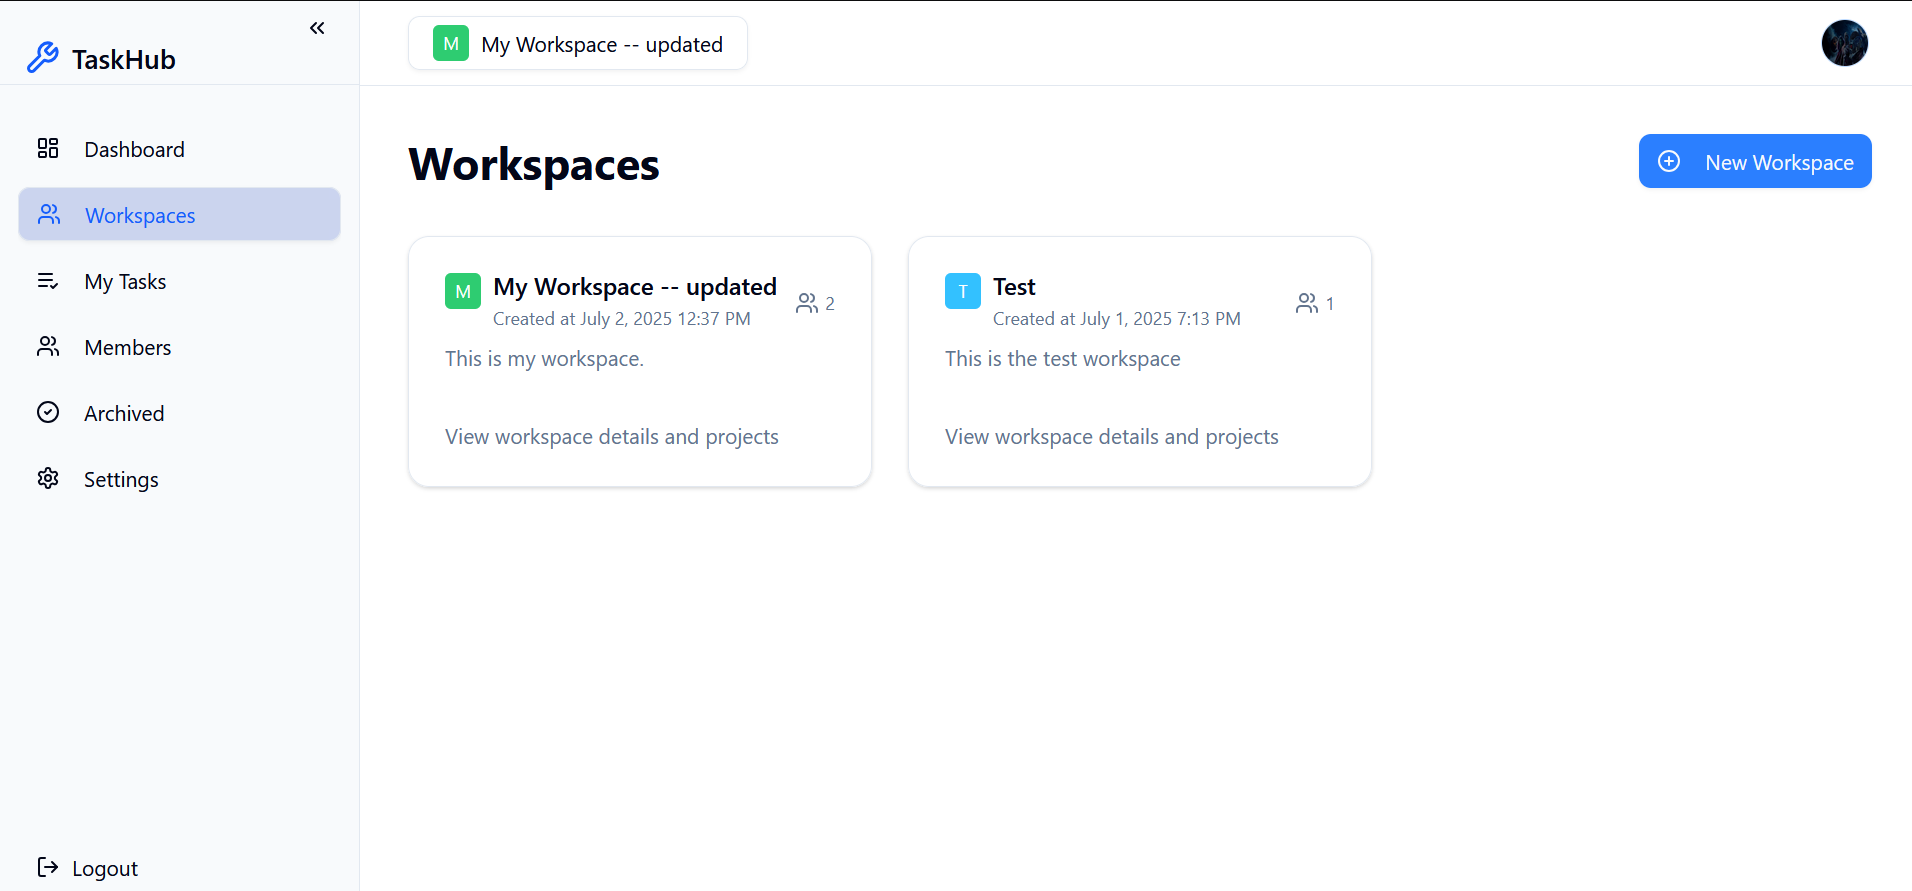 TaskHub
Dashboard
Workspaces
My Tasks
Members
Archived
Settings
Logout
M My Workspace -- updated
Workspaces
New Workspace
M My Workspace -- updated
2
Created at July 2, 2025 12:37 PM
This is my workspace.
View workspace details and projects
T Test
1
Created at July 1, 2025 7:13 PM
This is the test workspace
View workspace details and projects